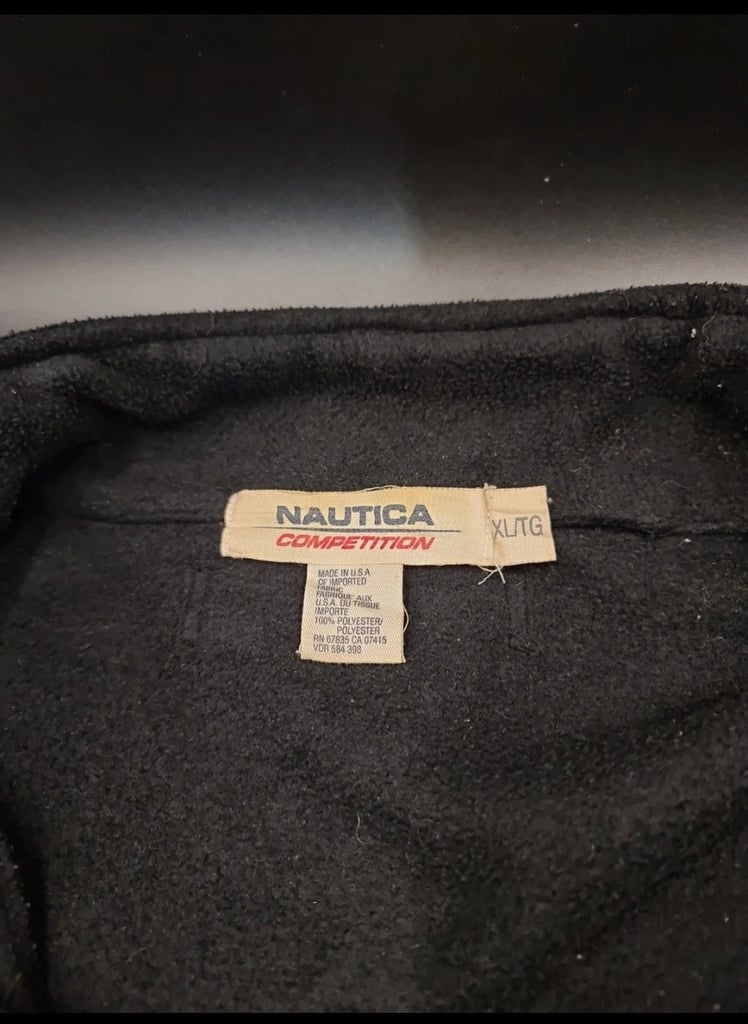 NAUTICA
COMPETITION
XL/TG
MADE IN U.S.A
OF IMPORTED
FABRIC
FABRIQUE AUX
U.S.A. DU TISSUE
IMPORTE
100% POLYESTER/
POLYESTER
RN 67835 CA 07415
VDR 684 398